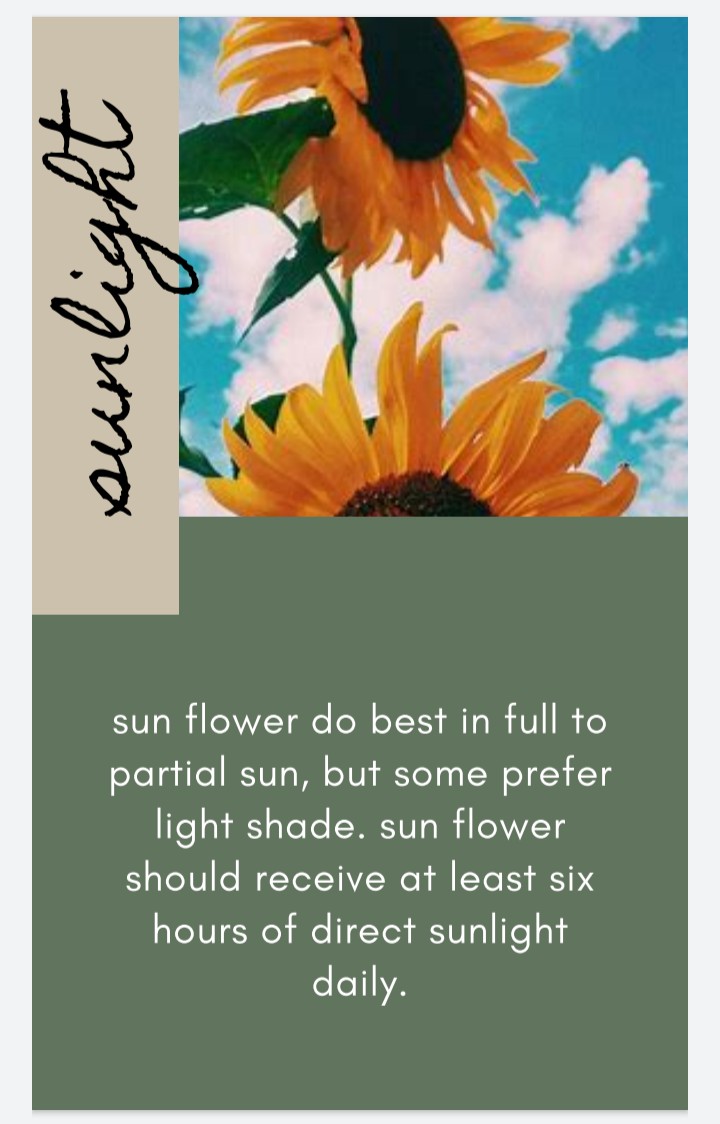 sunlight
sun flower do best in full to
partial sun, but some prefer
light shade. sun flower
should receive at least six
hours of direct sunlight
daily.